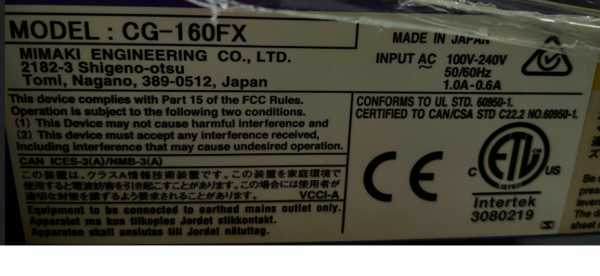 MODEL : CG-160FX
MIMAKI ENGINEERING CO., LTD.
2182-3 Shigeno-otsu
Tomi, Nagano, 389-0512, Japan
MADE IN JAPAN
INPUT AC 100V-240V
50/60Hz
1.0A-0.6A
This device complies with Part 15 of the FCC Rules.
Operation is subject to the following two conditions.
(1) This Device may not cause harmful interference and
(2) This device must accept any interference received,
including interference that may cause undesired operation.
CAN ICES-3(A)/NMB-3(A)
この装置は、クラスA情報技術装置です。この装置を家庭環境で
使用すると電波妨害を引き起こすことがあります。この場合には使用者が
適切な対策を講ずるよう要求されることがあります。 VCCI-A
Equipment to be connected to earthed mains outlet only.
Apparatet ma kun tilkoples Jordet stikkontakt.
Apparaten skall anslutas till Jordat nätuttag.
CONFORMS TO UL STD. 60950-1.
CERTIFIED TO CAN/CSA STD C22.2 NO.60950-1.
C ETL US
LISTED
CE
Intertek
3080219
Be